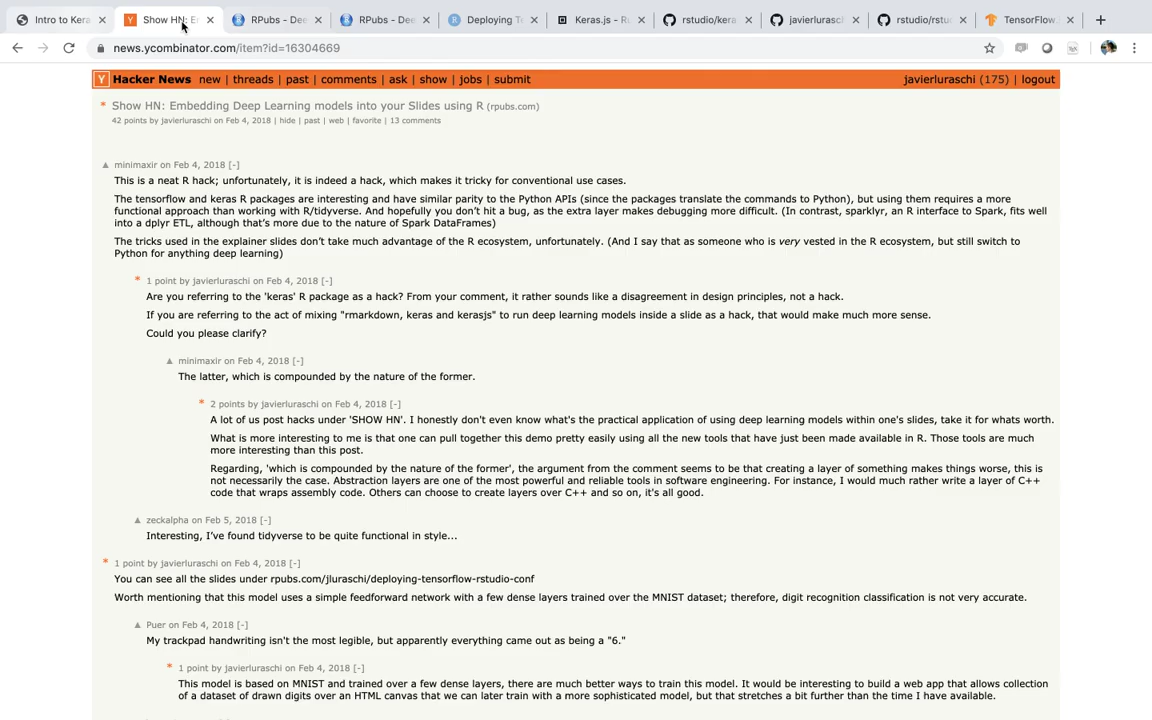 Intro to Kera
Show HN: E
RPubs - Dee
RPubs - Dee
Deploying T
Keras.js - Ru
rstudio/kera
javierlurasch
rstudio/rstu
TensorFlow.
news.ycombinator.com/item?id=16304669
Y Hacker News new | threads | past | comments | ask | show | jobs | submit javierluraschi (175) | logout
* Show HN: Embedding Deep Learning models into your Slides using R (rpubs.com)
42 points by javierluraschi on Feb 4, 2018 | hide | past | web | favorite | 13 comments
minimaxir on Feb 4, 2018 [-]
This is a neat R hack; unfortunately, it is indeed a hack, which makes it tricky for conventional use cases.
The tensorflow and keras R packages are interesting and have similar parity to the Python APIs (since the packages translate the commands to Python), but using them requires a more
functional approach than working with R/tidyverse. And hopefully you don't hit a bug, as the extra layer makes debugging more difficult. (In contrast, sparklyr, an R interface to Spark, fits well
into a dplyr ETL, although that's more due to the nature of Spark DataFrames)
The tricks used in the explainer slides don't take much advantage of the R ecosystem, unfortunately. (And I say that as someone who is very vested in the R ecosystem, but still switch to
Python for anything deep learning)
* 1 point by javierluraschi on Feb 4, 2018 [-]
Are you referring to the 'keras' R package as a hack? From your comment, it rather sounds like a disagreement in design principles, not a hack.
If you are referring to the act of mixing "rmarkdown, keras and kerasjs" to run deep learning models inside a slide as a hack, that would make much more sense.
Could you please clarify?
minimaxir on Feb 4, 2018 [-]
The latter, which is compounded by the nature of the former.
* 2 points by javierluraschi on Feb 4, 2018 [-]
A lot of us post hacks under 'SHOW HN'. I honestly don't even know what's the practical application of using deep learning models within one's slides, take it for whats worth.
What is more interesting to me is that one can pull together this demo pretty easily using all the new tools that have just been made available in R. Those tools are much
more interesting than this post.
Regarding, 'which is compounded by the nature of the former', the argument from the comment seems to be that creating a layer of something makes things worse, this is
not necessarily the case. Abstraction layers are one of the most powerful and reliable tools in software engineering. For instance, I would much rather write a layer of C++
code that wraps assembly code. Others can choose to create layers over C++ and so on, it's all good.
zeckalpha on Feb 5, 2018 [-]
Interesting, I've found tidyverse to be quite functional in style...
* 1 point by javierluraschi on Feb 4, 2018 [-]
You can see all the slides under rpubs.com/jluraschi/deploying-tensorflow-rstudio-conf
Worth mentioning that this model uses a simple feedforward network with a few dense layers trained over the MNIST dataset; therefore, digit recognition classification is not very accurate.
Puer on Feb 4, 2018 [-]
My trackpad handwriting isn't the most legible, but apparently everything came out as being a "6."
* 1 point by javierluraschi on Feb 4, 2018 [-]
This model is based on MNIST and trained over a few dense layers, there are much better ways to train this model. It would be interesting to build a web app that allows collection
of a dataset of drawn digits over an HTML canvas that we can later train with a more sophisticated model, but that stretches a bit further than the time I have available.